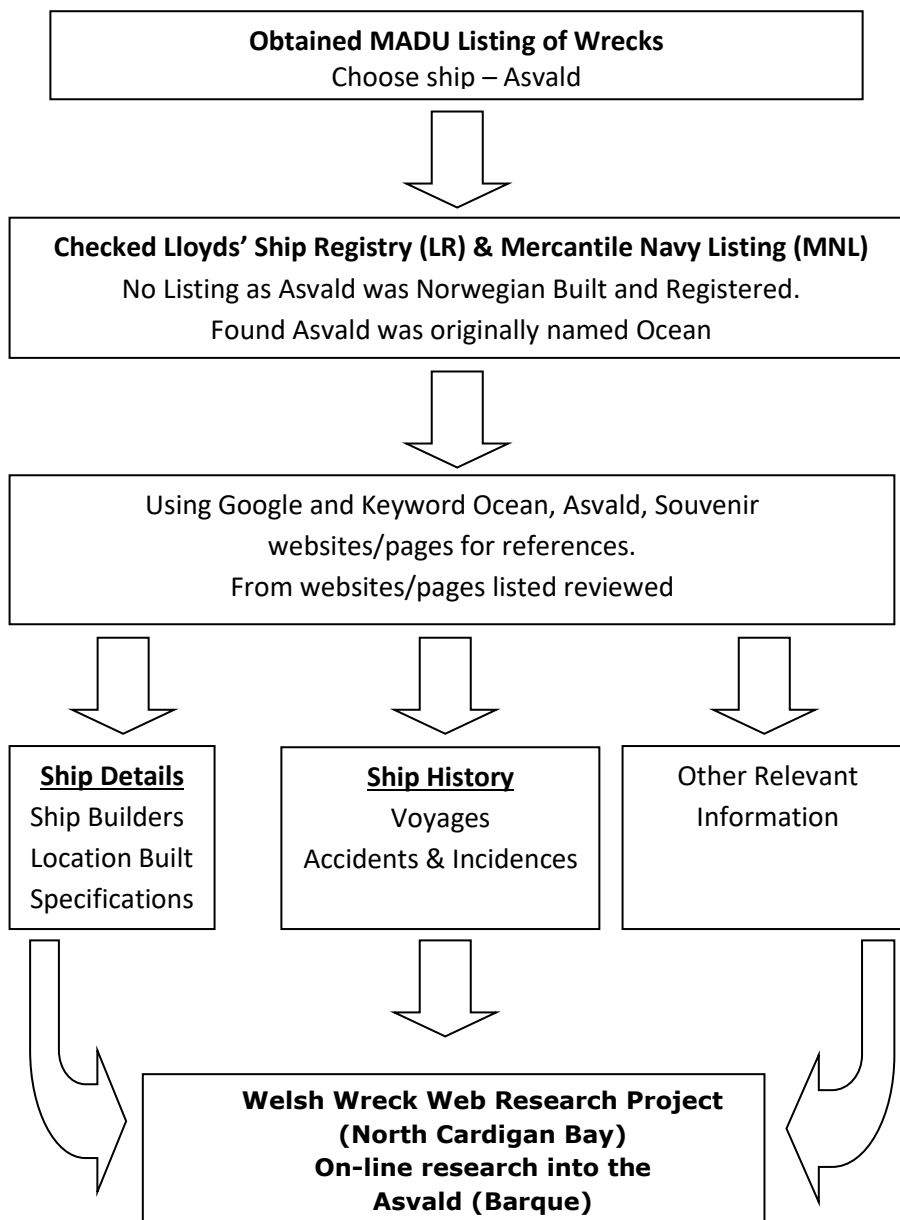 Obtained MADU Listing of Wrecks
Choose ship – Asvald
Checked Lloyds’ Ship Registry (LR) & Mercantile Navy Listing (MNL)
No Listing as Asvald was Norwegian Built and Registered.
Found Asvald was originally named Ocean
Using Google and Keyword Ocean, Asvald, Souvenir
websites/pages for references.
From websites/pages listed reviewed
Ship Details
Ship Builders
Location Built
Specifications
Ship History
Voyages
Accidents & Incidences
Other Relevant
Information
Welsh Wreck Web Research Project
(North Cardigan Bay)
On-line research into the
Asvald (Barque)